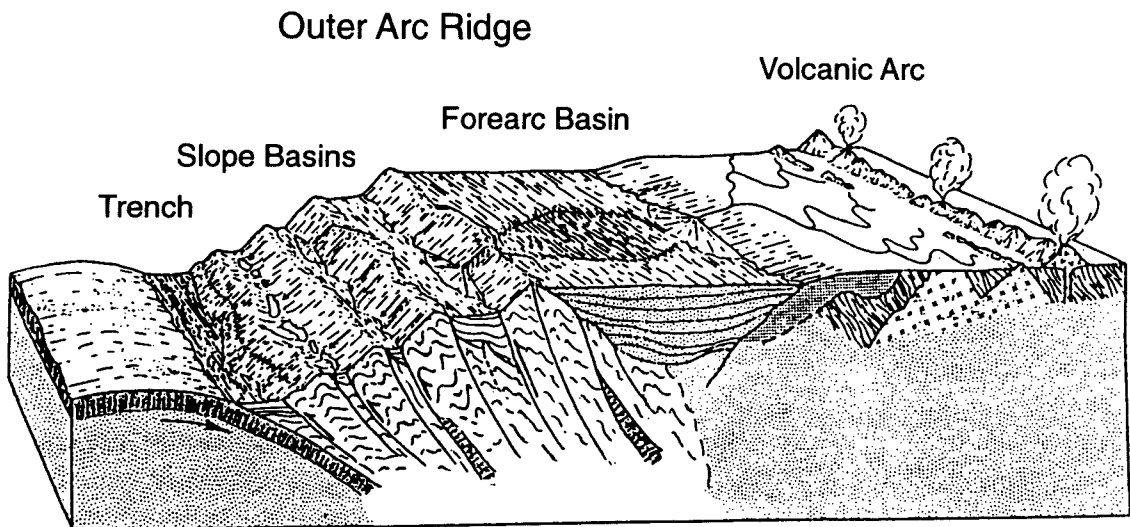 Outer Arc Ridge
Volcanic Arc
Forearc Basin
Slope Basins
Trench